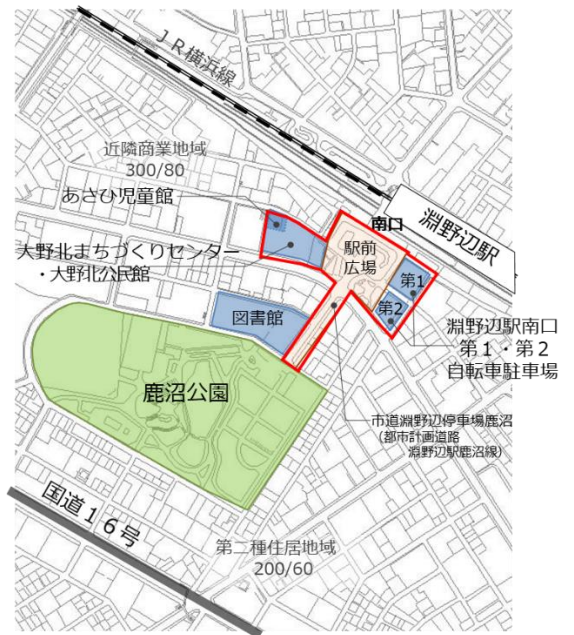 JR横浜線
近隣商業地域
300/80
あさひ児童館
大野北まちづくりセンター
・大野北公民館
南口
淵野辺駅
駅前
広場
第1
第2
図書館
淵野辺駅南口
第1・第2
自転車駐車場
鹿沼公園
市道淵野辺停車場鹿沼
(都市計画道路
淵野辺駅鹿沼線)
国道16号
第二種住居地域
200/60